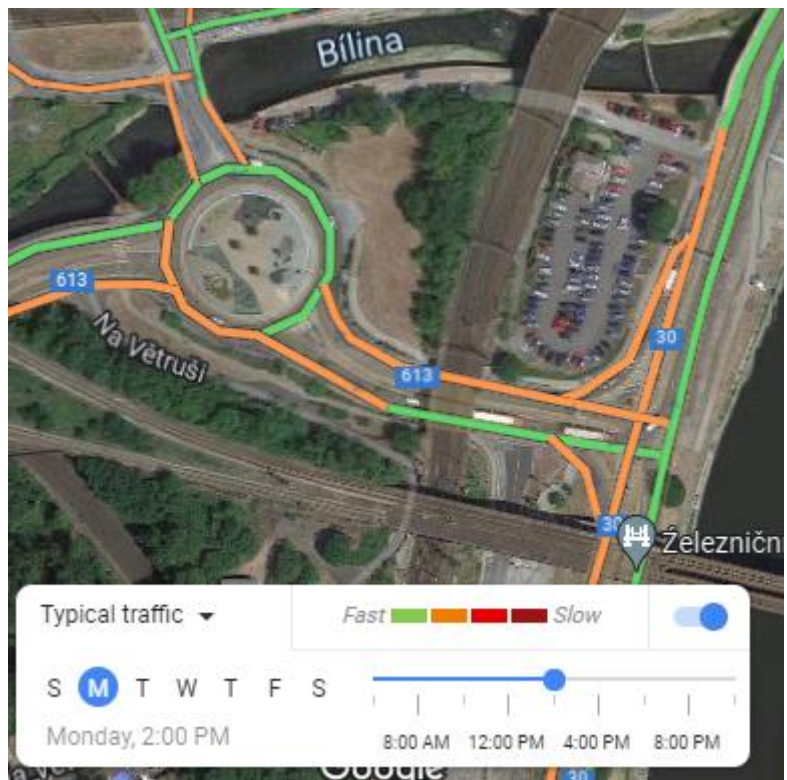 Bílina
613
Na Větruši
613
30
30
Železničn
Typical traffic
Fast
Slow
S M T W T F S
Monday, 2:00 PM
8:00 AM 12:00 PM 4:00 PM 8:00 PM
Google
30